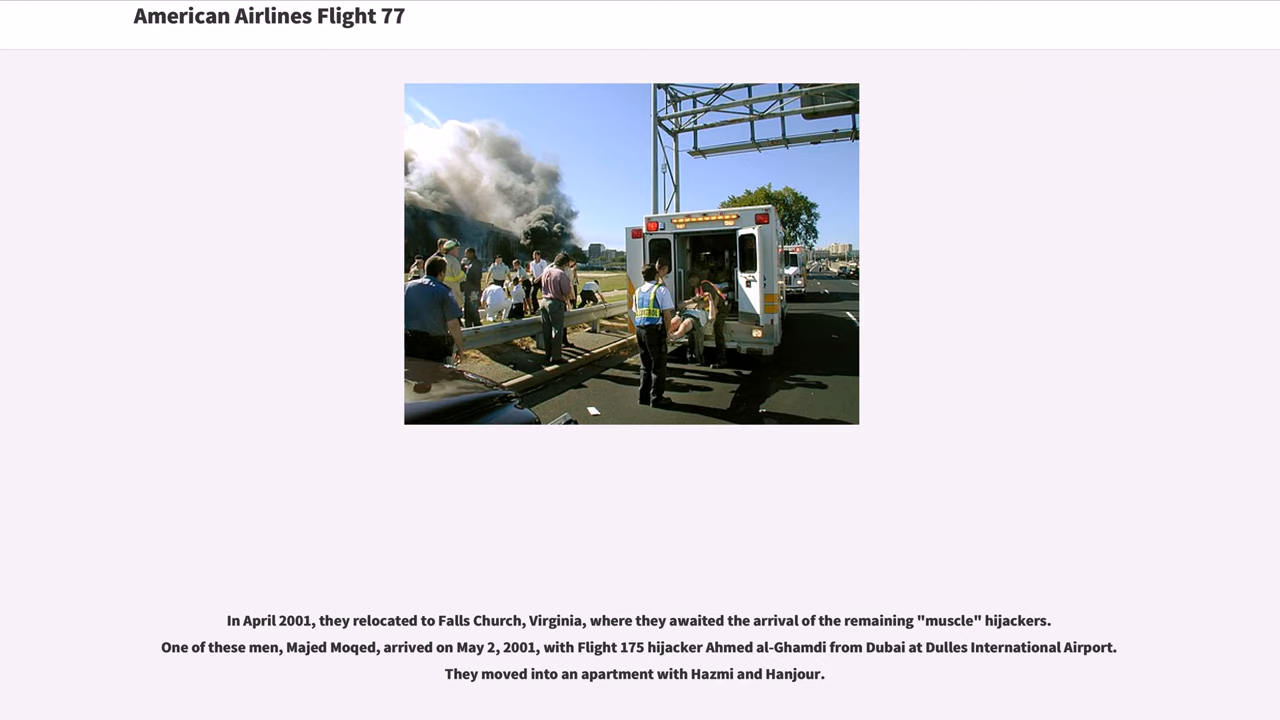 American Airlines Flight 77
In April 2001, they relocated to Falls Church, Virginia, where they awaited the arrival of the remaining "muscle" hijackers.
One of these men, Majed Moqed, arrived on May 2, 2001, with Flight 175 hijacker Ahmed al-Ghamdi from Dubai at Dulles International Airport.
They moved into an apartment with Hazmi and Hanjour.